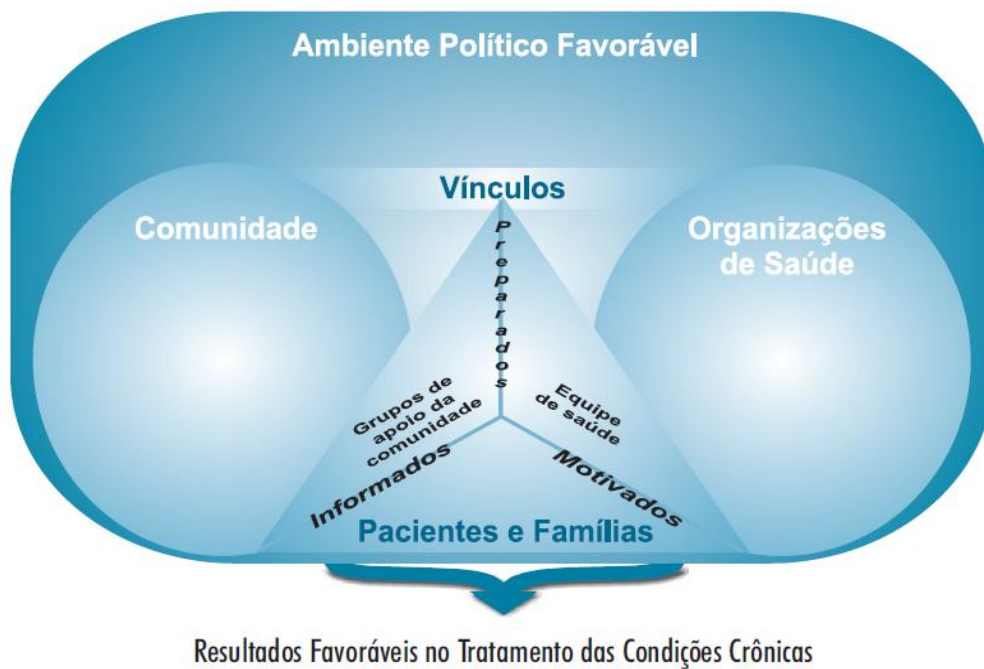 Ambiente Político Favorável
Vínculos
Comunidade
Organizações
de Saúde
Preparados
Grupos de
apoio da
comunidade
Equipe
de saúde
Informados
Motivados
Pacientes e Famílias
Resultados Favoráveis no Tratamento das Condições Crônicas